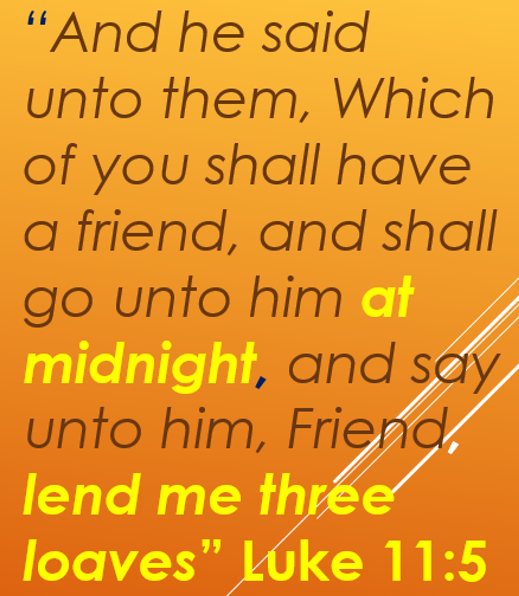 “And he said
unto them, Which
of you shall have
a friend, and shall
go unto him at
midnight, and say
unto him, Friend,
lend me three
loaves” Luke 11:5